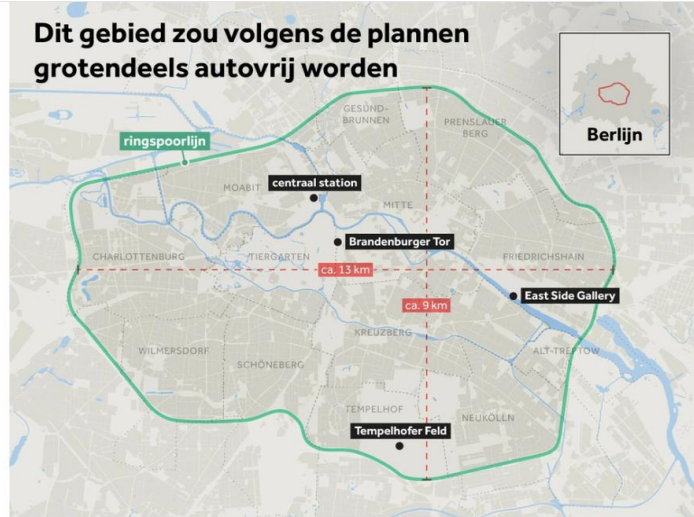 Dit gebied zou volgens de plannen
grotendeels autovrij worden
Berlijn
ringspoorlijn
GESUND-
BRUNNEN
PRENSLAUER
BERG
MOABIT
centraal station
MITTE
Brandenburger Tor
CHARLOTTENBURG
TIERGARTEN
FRIEDRICHSHAIN
ca. 13 km
East Side Gallery
ca. 9 km
KREUZBERG
WILMERSDORF
SCHÖNEBERG
ALT-TREPTOW
TEMPELHOF
NEUKÖLLN
Tempelhofer Feld